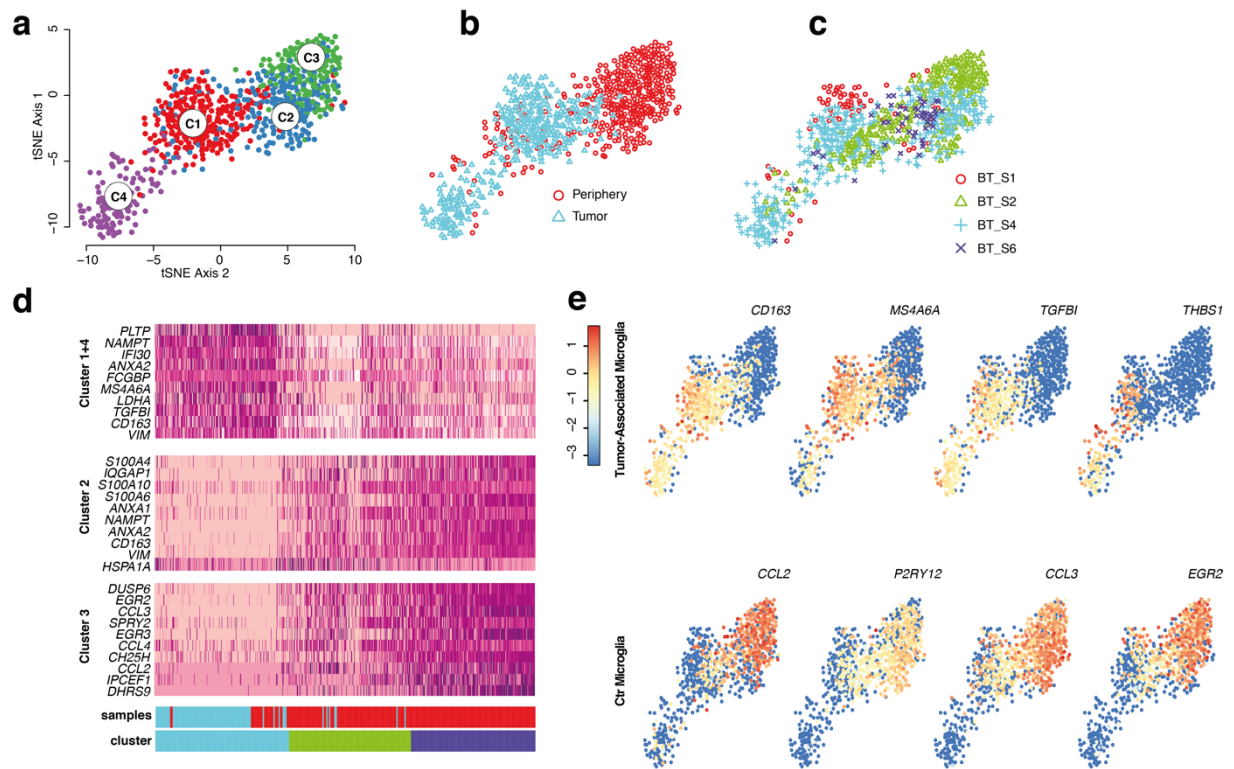 a
5
0
−5
−10
tSNE Axis 1
C3
C1
C2
C4
−10
−5
0
5
10
tSNE Axis 2
b
Periphery
Tumor
c
BT_S1
BT_S2
BT_S4
BT_S6
d
Cluster 1+4
PLTP
NAMPT
IFI30
ANXA2
FCGBP
MS4A6A
LDHA
TGFBI
CD163
VIM
Cluster 2
S100A4
IQGAP1
S100A10
S100A6
ANXA1
NAMPT
ANXA2
CD163
VIM
HSPA1A
Cluster 3
DUSP6
EGR2
CCL3
SPRY2
EGR3
CCL4
CH25H
CCL2
IPCEF1
DHRS9
samples
cluster
e
1
0
−1
−2
−3
Tumor-Associated Microglia
CD163
MS4A6A
TGFBI
THBS1
Ctr Microglia
CCL2
P2RY12
CCL3
EGR2